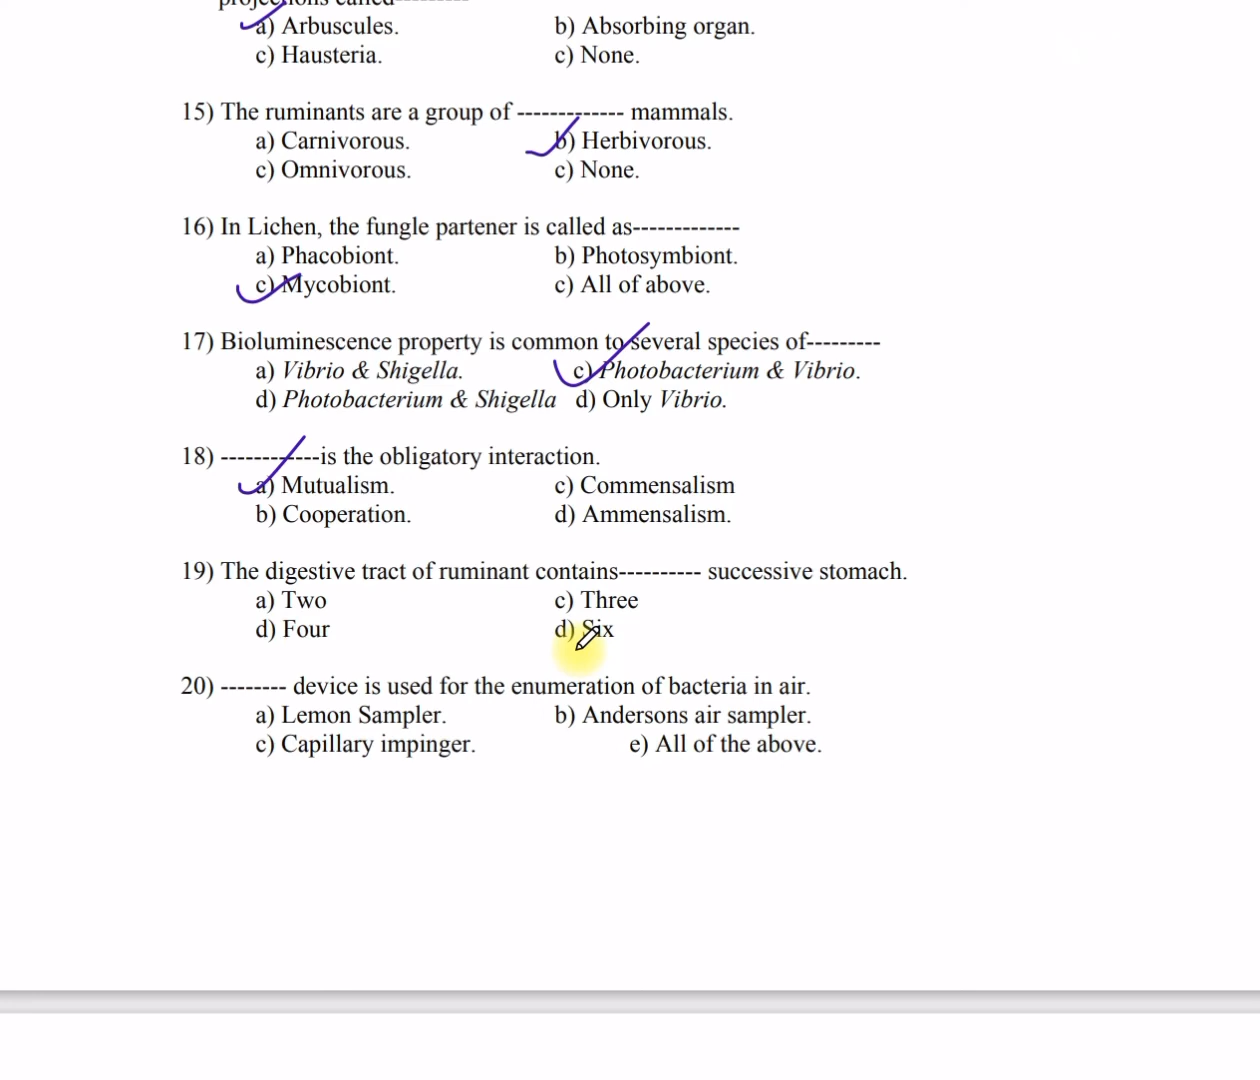 a) Arbuscules. b) Absorbing organ.
c) Hausteria. c) None.
15) The ruminants are a group of ------------- mammals.
a) Carnivorous. b) Herbivorous.
c) Omnivorous. c) None.
16) In Lichen, the fungle partener is called as-------------
a) Phacobiont. b) Photosymbiont.
c) Mycobiont. c) All of above.
17) Bioluminescence property is common to several species of---------
a) Vibrio & Shigella. c) Photobacterium & Vibrio.
d) Photobacterium & Shigella d) Only Vibrio.
18) ------------is the obligatory interaction.
a) Mutualism. c) Commensalism
b) Cooperation. d) Ammensalism.
19) The digestive tract of ruminant contains---------- successive stomach.
a) Two c) Three
d) Four d) Six
20) -------- device is used for the enumeration of bacteria in air.
a) Lemon Sampler. b) Andersons air sampler.
c) Capillary impinger. e) All of the above.